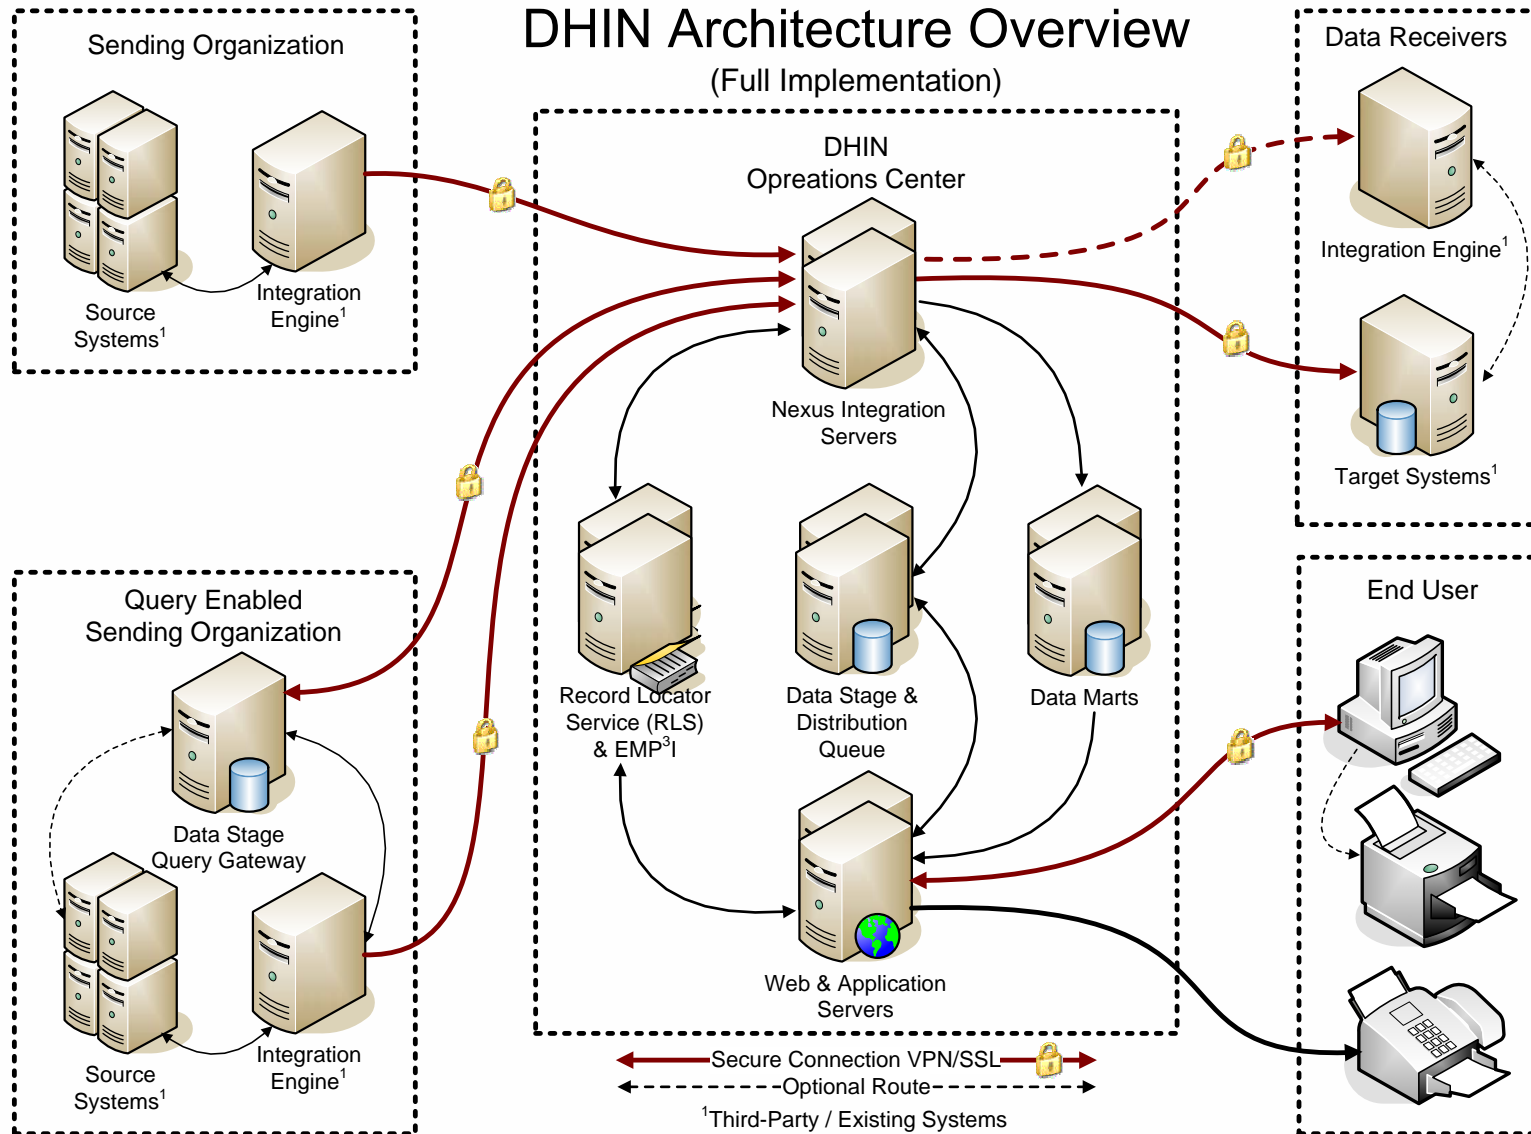 DHIN Architecture Overview
(Full Implementation)
Sending Organization
Source
Systems¹
Integration
Engine¹
DHIN
Opreations Center
Nexus Integration
Servers
Record Locator
Service (RLS)
& EMP³I
Data Stage &
Distribution
Queue
Data Marts
Web & Application
Servers
Data Receivers
Integration Engine¹
Target Systems¹
Query Enabled
Sending Organization
Data Stage
Query Gateway
Source
Systems¹
Integration
Engine¹
End User
Secure Connection VPN/SSL
Optional Route
¹Third-Party / Existing Systems